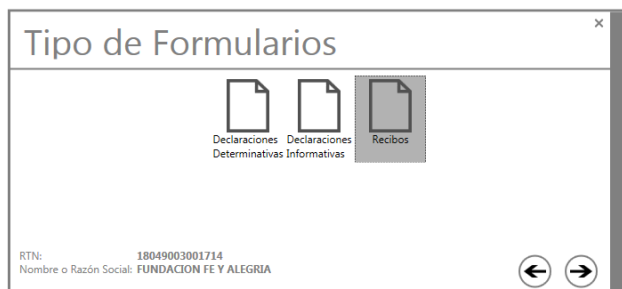 Tipo de Formularios
×
Declaraciones Determinativas
Declaraciones Informativas
Recibos
RTN: 18049003001714
Nombre o Razón Social: FUNDACION FE Y ALEGRIA